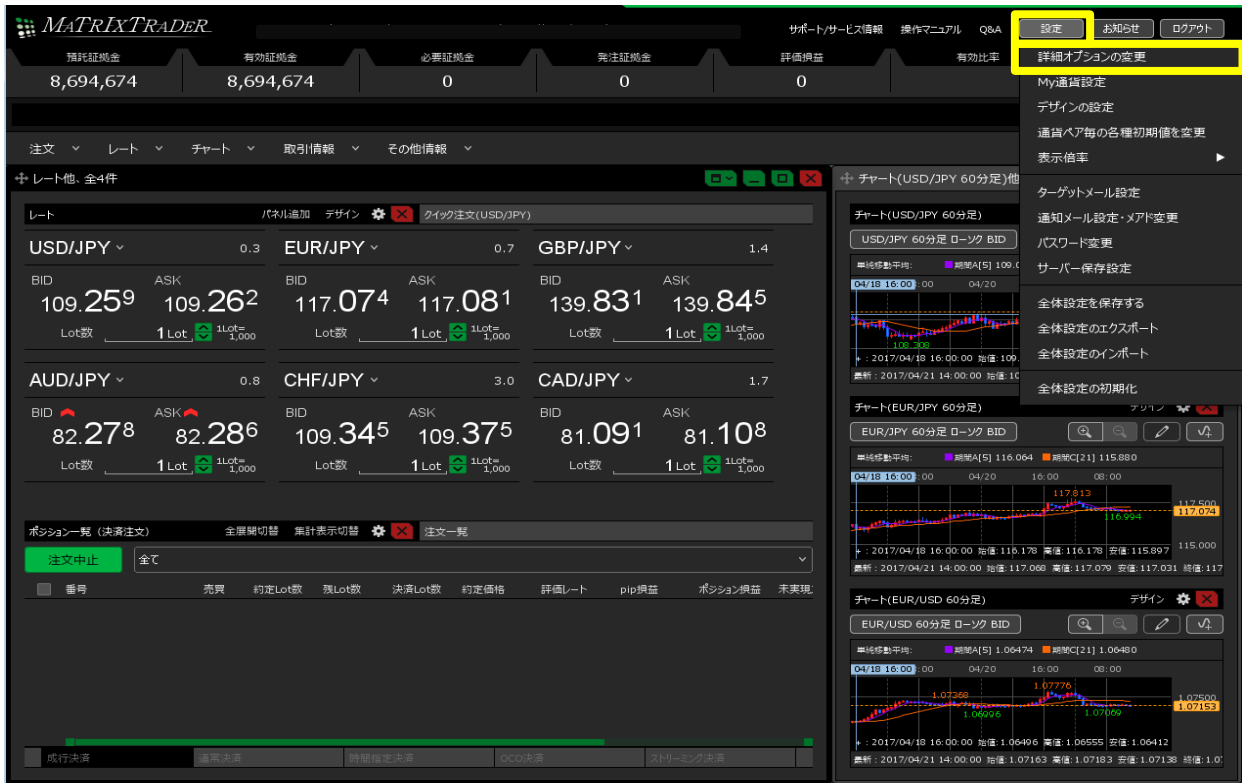 MATRIXTRADER
サポート/サービス情報 操作マニュアル Q&A 設定 お知らせ ログアウト
預託証拠金 有効証拠金 必要証拠金 発注証拠金 評価損益 有効比率
8,694,674 8,694,674 0 0 0
詳細オプションの変更
My通貨設定
デザインの設定
通貨ペア毎の各種初期値を変更
表示倍率
ターゲットメール設定
通知メール設定・メアド変更
パスワード変更
サーバー保存設定
全体設定を保存する
全体設定のエクスポート
全体設定のインポート
全体設定の初期化
注文 レート チャート 取引情報 その他情報
レート他、全4件
レート パネル追加 デザイン クイック注文(USD/JPY)
USD/JPY 0.3 EUR/JPY 0.7 GBP/JPY 1.4
BID ASK BID ASK BID ASK
109.259 109.262 117.074 117.081 139.831 139.845
Lot数 1 Lot 1Lot=1,000 Lot数 1 Lot 1Lot=1,000 Lot数 1 Lot 1Lot=1,000
AUD/JPY 0.8 CHF/JPY 3.0 CAD/JPY 1.7
BID ASK BID ASK BID ASK
82.278 82.286 109.345 109.375 81.091 81.108
Lot数 1 Lot 1Lot=1,000 Lot数 1 Lot 1Lot=1,000 Lot数 1 Lot 1Lot=1,000
ポジション一覧（決済注文） 全展開切替 集計表示切替 注文一覧
注文中止 全て
番号 売買 約定Lot数 残Lot数 決済Lot数 約定価格 評価レート pip損益 ポジション損益 未実現
成行決済 通常決済 時間指定決済 OCO決済 ストリーミング決済
チャート(USD/JPY 60分足)他
チャート(USD/JPY 60分足)
USD/JPY 60分足 ローソク BID
単純移動平均: 期間A[5] 109.0
04/18 16:00 :00 04/20
108.308
+ : 2017/04/18 16:00:00 始値:109.
最新 : 2017/04/21 14:00:00 始値:10
チャート(EUR/JPY 60分足) デザイン
EUR/JPY 60分足 ローソク BID
単純移動平均: 期間A[5] 116.064 期間C[21] 115.880
04/18 16:00 :00 04/20 16:00 08:00
117.813
117.500
117.074
116.994
115.000
+ : 2017/04/18 16:00:00 始値:116.178 高値:116.178 安値:115.897
最新 : 2017/04/21 14:00:00 始値:117.068 高値:117.079 安値:117.031 終値:117
チャート(EUR/USD 60分足) デザイン
EUR/USD 60分足 ローソク BID
単純移動平均: 期間A[5] 1.06474 期間C[21] 1.06480
04/18 16:00 :00 04/20 16:00 08:00
1.07776
1.07368
1.07500
1.07153
1.06996 1.07069
+ : 2017/04/18 16:00:00 始値:1.06496 高値:1.06555 安値:1.06412
最新 : 2017/04/21 14:00:00 始値:1.07163 高値:1.07183 安値:1.07138 終値:1.0